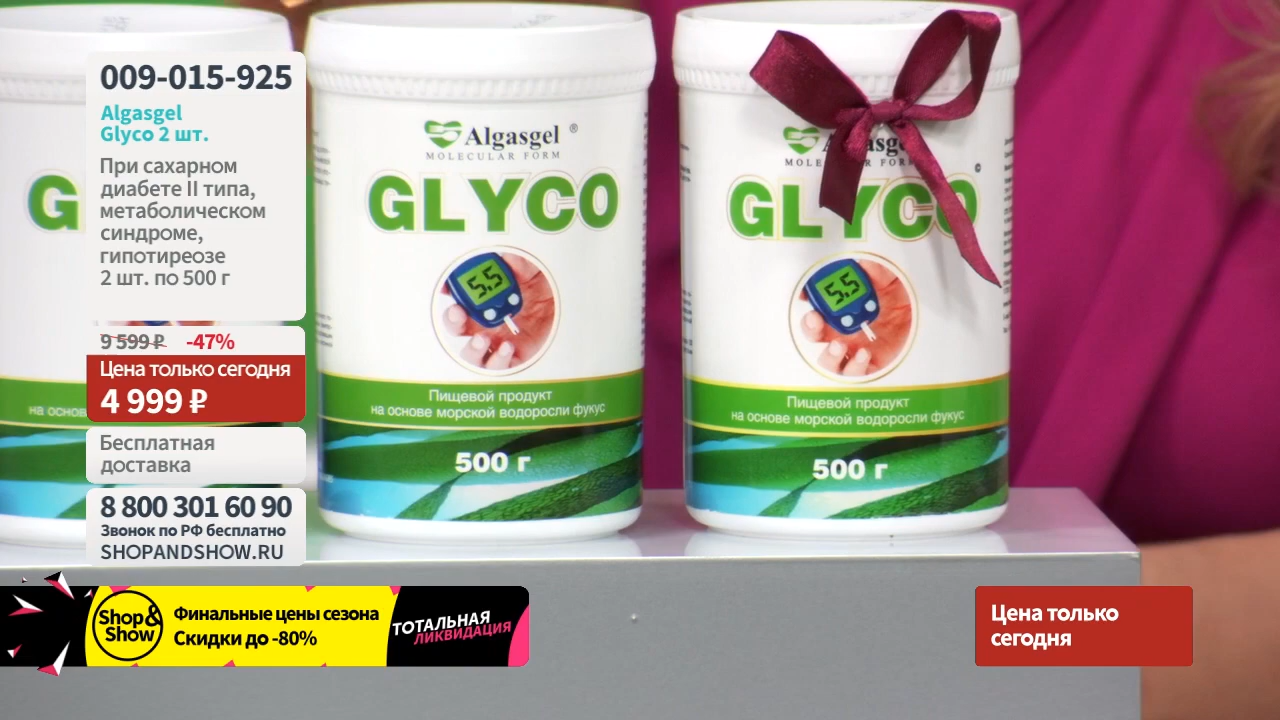 009-015-925
Algasgel
Glyco 2 шт.
При сахарном
диабете II типа,
метаболическом
синдроме,
гипотиреозе
2 шт. по 500 г
9 599 ₽ -47%
Цена только сегодня
4 999 ₽
Бесплатная
доставка
8 800 301 60 90
Звонок по РФ бесплатно
SHOPANDSHOW.RU
G
на основ
Algasgel ®
MOLECULAR FORM
GLYCO
5.5
Пищевой продукт
на основе морской водоросли фукус
500 г
Algasgel
MOLECULAR FORM
©
GLYCO
5.5
Пищевой продукт
на основе морской водоросли фукус
500 г
Shop&
Show
Финальные цены сезона
Скидки до -80%
ТОТАЛЬНАЯ
ЛИКВИДАЦИЯ
Цена только
сегодня